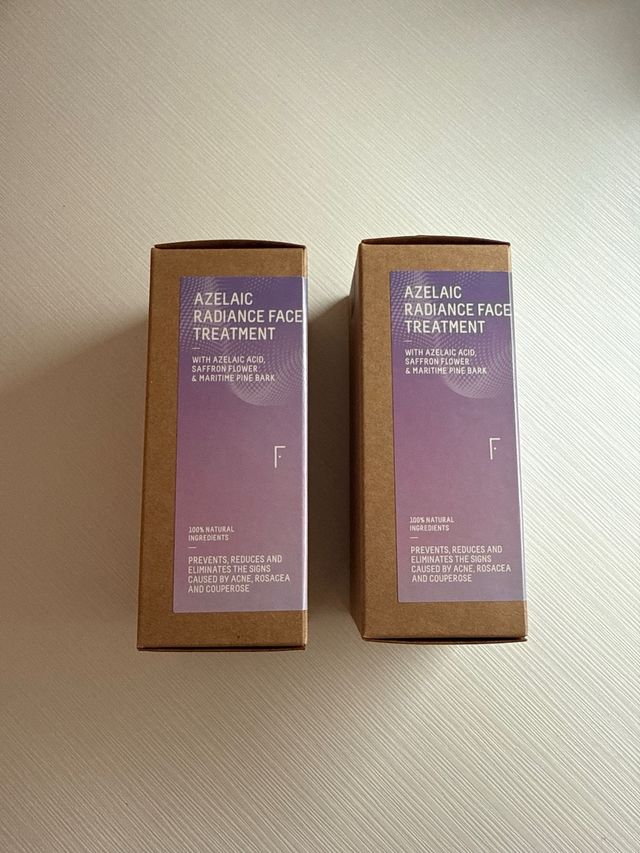 AZELAIC
RADIANCE FACE
TREATMENT
WITH AZELAIC ACID,
SAFFRON FLOWER
& MARITIME PINE BARK
F
100% NATURAL
INGREDIENTS
PREVENTS, REDUCES AND
ELIMINATES THE SIGNS
CAUSED BY ACNE, ROSACEA
AND COUPEROSE
AZELAIC
RADIANCE FACE
TREATMENT
WITH AZELAIC ACID,
SAFFRON FLOWER
& MARITIME PINE BARK
F
100% NATURAL
INGREDIENTS
PREVENTS, REDUCES AND
ELIMINATES THE SIGNS
CAUSED BY ACNE, ROSACEA
AND COUPEROSE